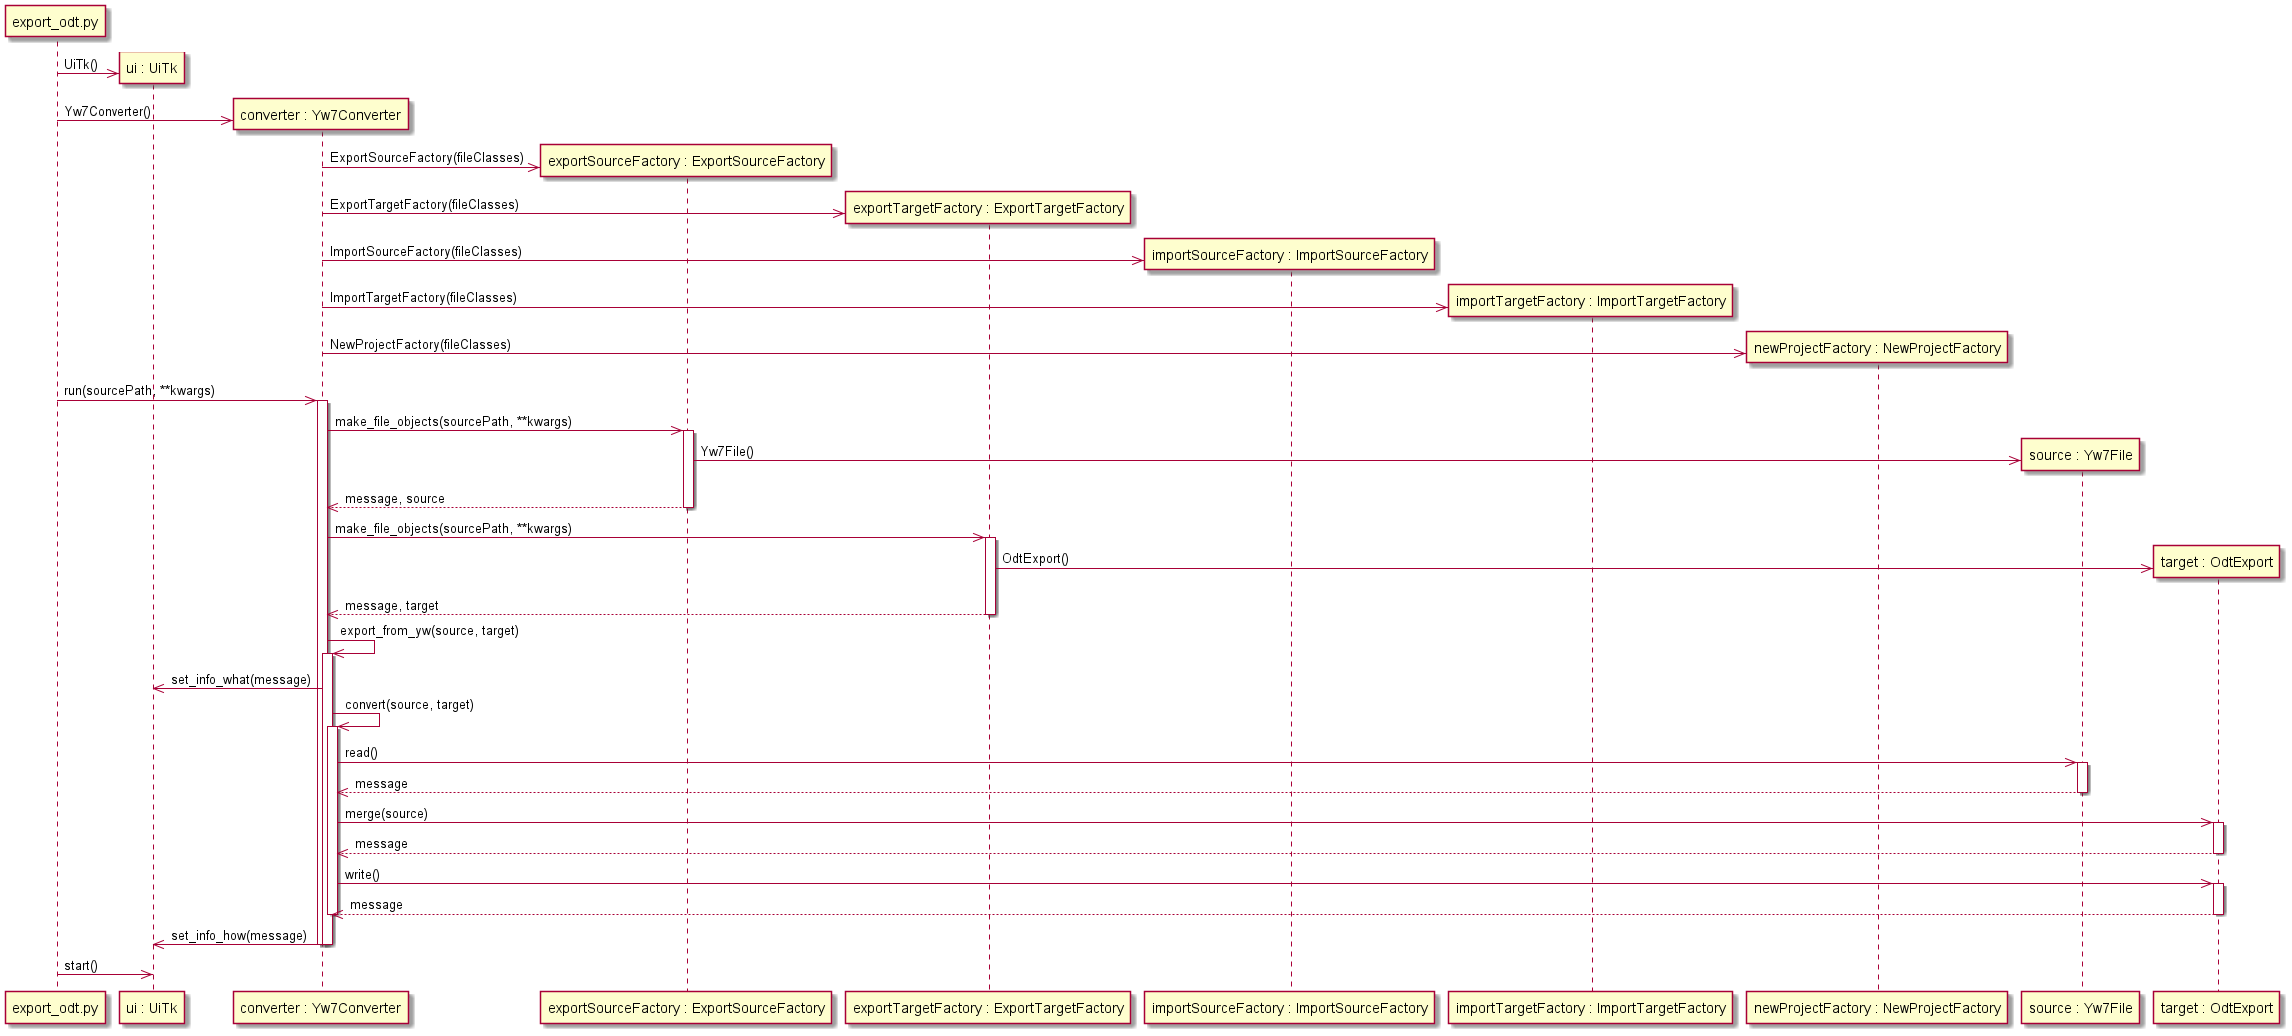 export_odt.py
UiTk()
ui : UiTk
Yw7Converter()
converter : Yw7Converter
ExportSourceFactory(fileClasses)
exportSourceFactory : ExportSourceFactory
ExportTargetFactory(fileClasses)
exportTargetFactory : ExportTargetFactory
ImportSourceFactory(fileClasses)
importSourceFactory : ImportSourceFactory
ImportTargetFactory(fileClasses)
importTargetFactory : ImportTargetFactory
NewProjectFactory(fileClasses)
newProjectFactory : NewProjectFactory
run(sourcePath, **kwargs)
make_file_objects(sourcePath, **kwargs)
Yw7File()
source : Yw7File
message, source
make_file_objects(sourcePath, **kwargs)
OdtExport()
target : OdtExport
message, target
export_from_yw(source, target)
set_info_what(message)
convert(source, target)
read()
message
merge(source)
message
write()
message
set_info_how(message)
start()
export_odt.py
ui : UiTk
converter : Yw7Converter
exportSourceFactory : ExportSourceFactory
exportTargetFactory : ExportTargetFactory
importSourceFactory : ImportSourceFactory
importTargetFactory : ImportTargetFactory
newProjectFactory : NewProjectFactory
source : Yw7File
target : OdtExport